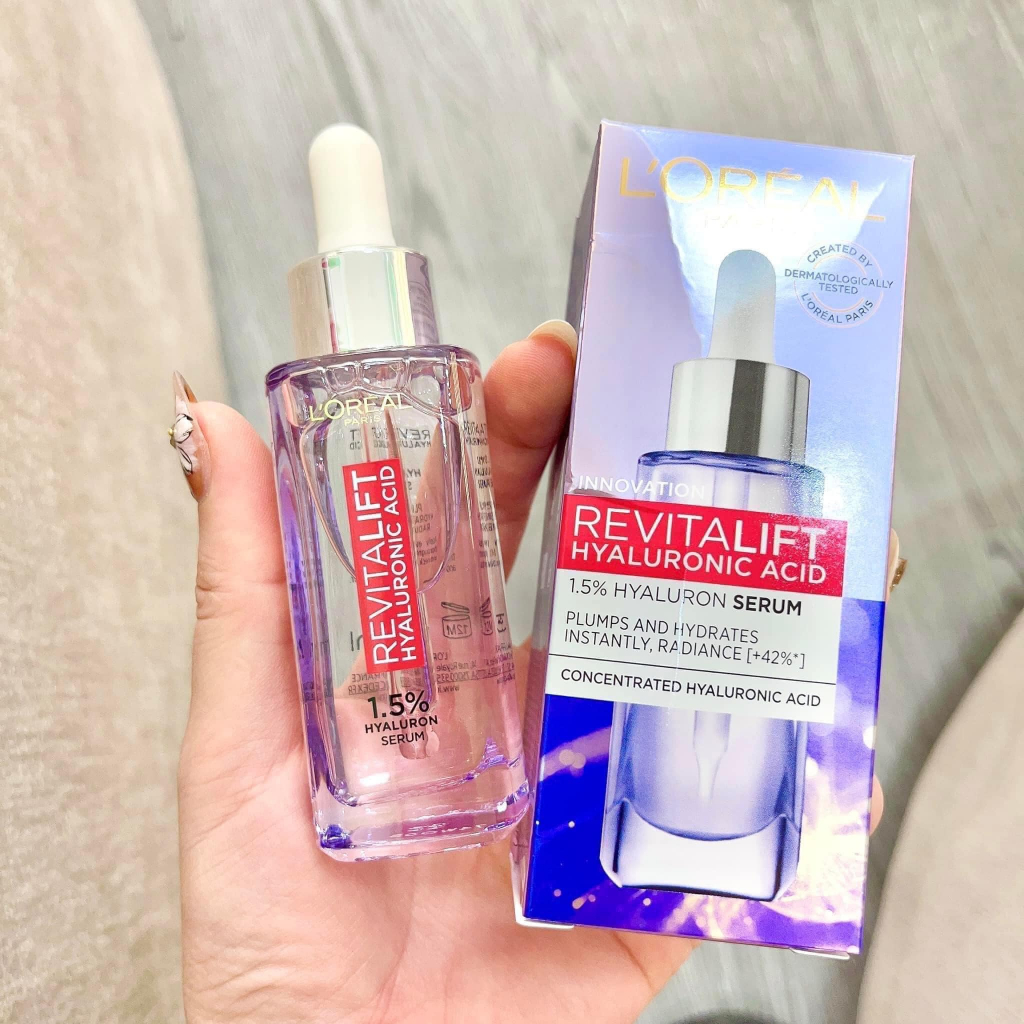 L'ORÉAL
PARIS
REVITALIFT
HYALURONIC ACID
1.5%
HYALURON
SERUM
12M
L'ORÉAL
CREATED BY
DERMATOLOGICALLY
TESTED
L'ORÉAL PARIS
INNOVATION
REVITALIFT
HYALURONIC ACID
1.5% HYALURON SERUM
PLUMPS AND HYDRATES
INSTANTLY, RADIANCE [+42%*]
CONCENTRATED HYALURONIC ACID